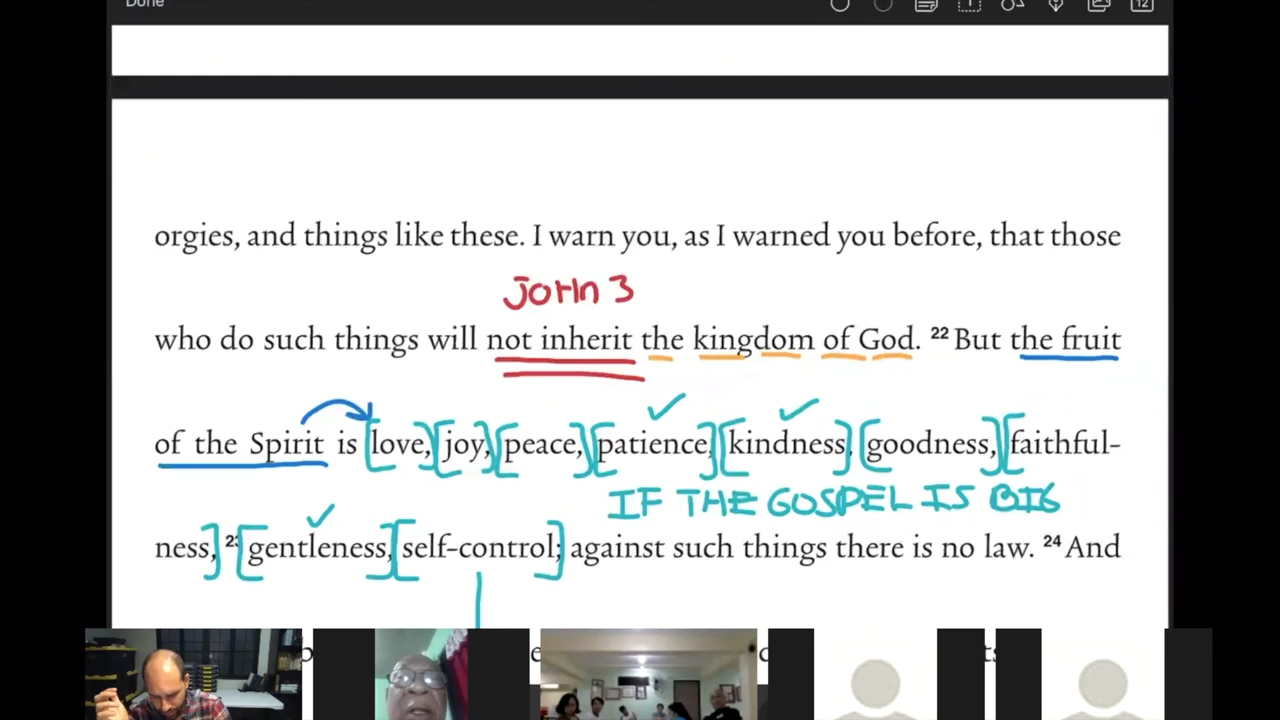 Done
12
orgies, and things like these. I warn you, as I warned you before, that those
John 3
who do such things will not inherit the kingdom of God. 22 But the fruit
of the Spirit is love, joy, peace, patience, kindness, goodness, faithful-
IF THE GOSPEL IS BIG
ness, 23 gentleness, self-control; against such things there is no law. 24 And